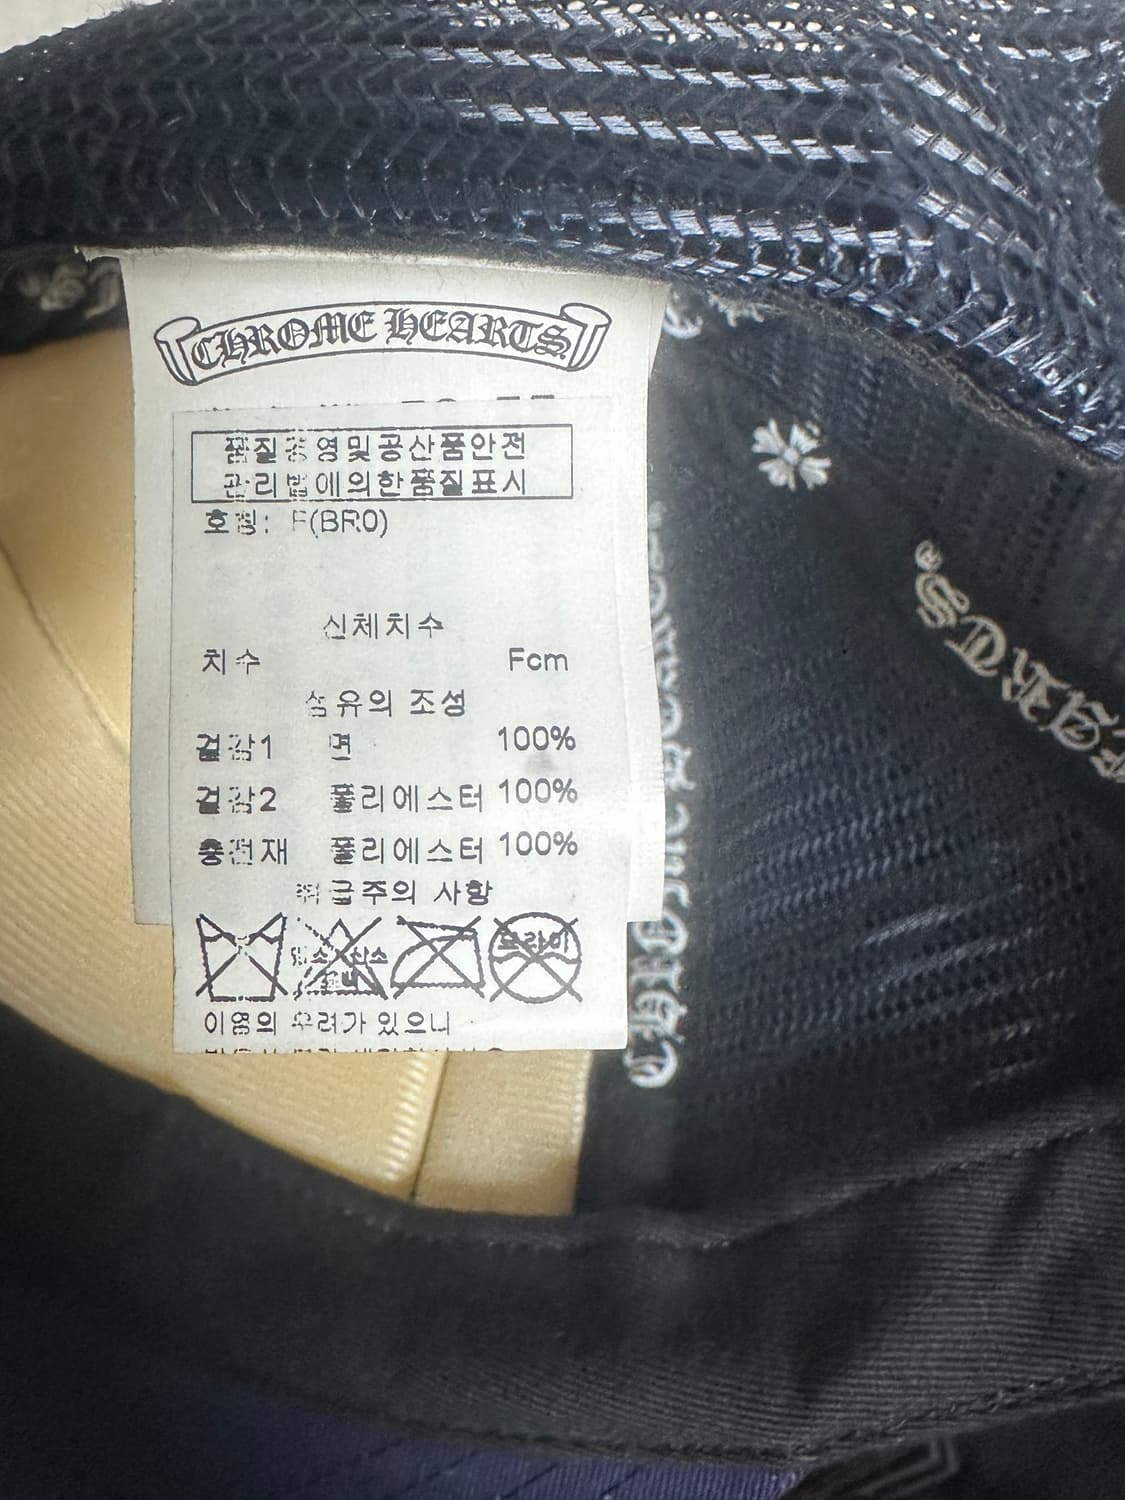 CHROME HEARTS
품질경영및공산품안전
관리법에의한품질표시
호칭: F(BR0)
신체치수
치수 Fcm
섬유의 조성
겉감1 면 100%
겉감2 폴리에스터 100%
충전재 폴리에스터 100%
취급주의 사항
드라이
이염의 우려가 있으니
CHROME HEARTS
ARTS®